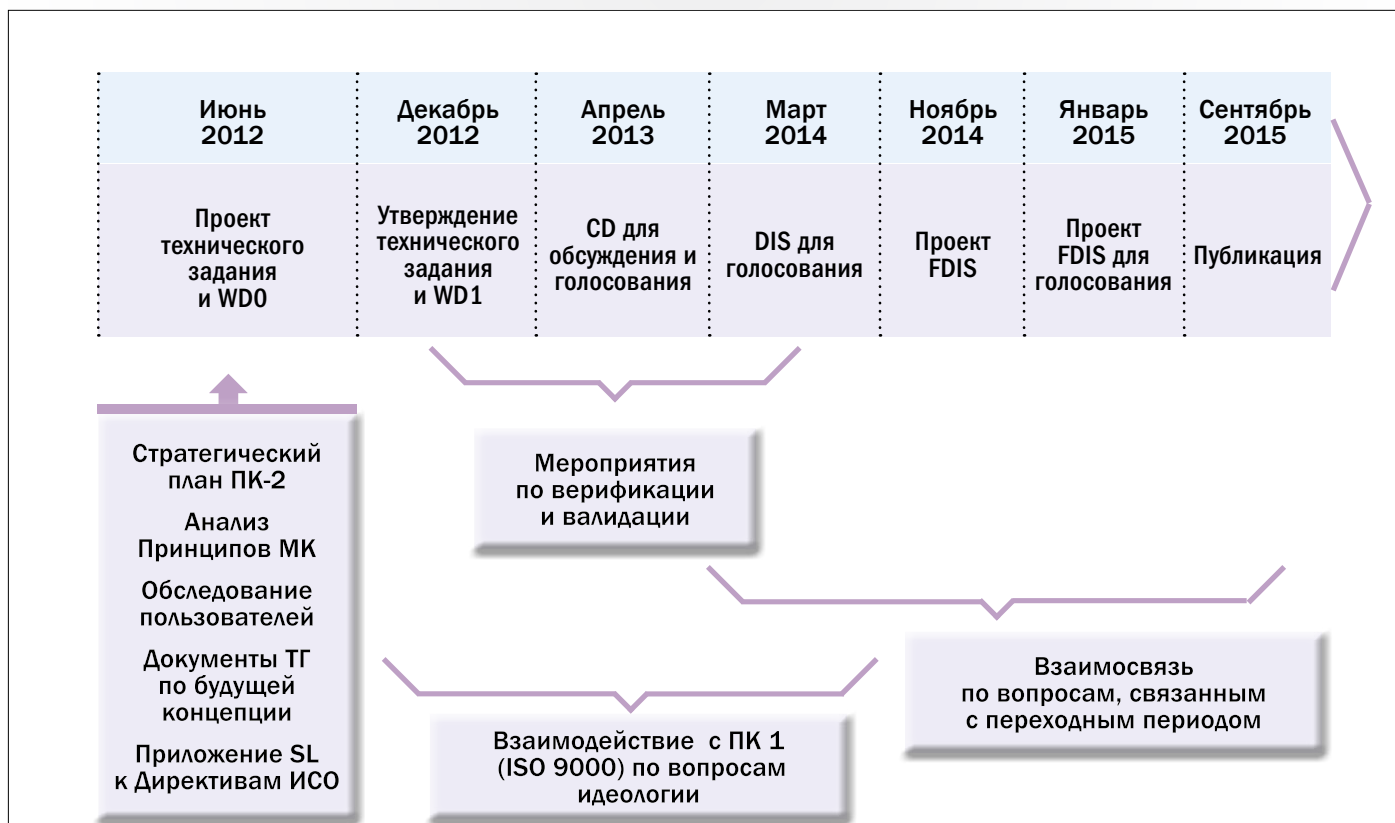 Июнь
2012
Декабрь
2012
Апрель
2013
Март
2014
Ноябрь
2014
Январь
2015
Сентябрь
2015
Проект
технического
задания
и WD0
Утверждение
технического
задания
и WD1
CD для
обсуждения и
голосования
DIS для
голосования
Проект
FDIS
Проект
FDIS для
голосования
Публикация
Стратегический
план ПК-2
Анализ
Принципов МК
Обследование
пользователей
Документы ТГ
по будущей
концепции
Приложение SL
к Директивам ИСО
Мероприятия
по верификации
и валидации
Взаимодействие с ПК 1
(ISO 9000) по вопросам
идеологии
Взаимосвязь
по вопросам, связанным
с переходным периодом